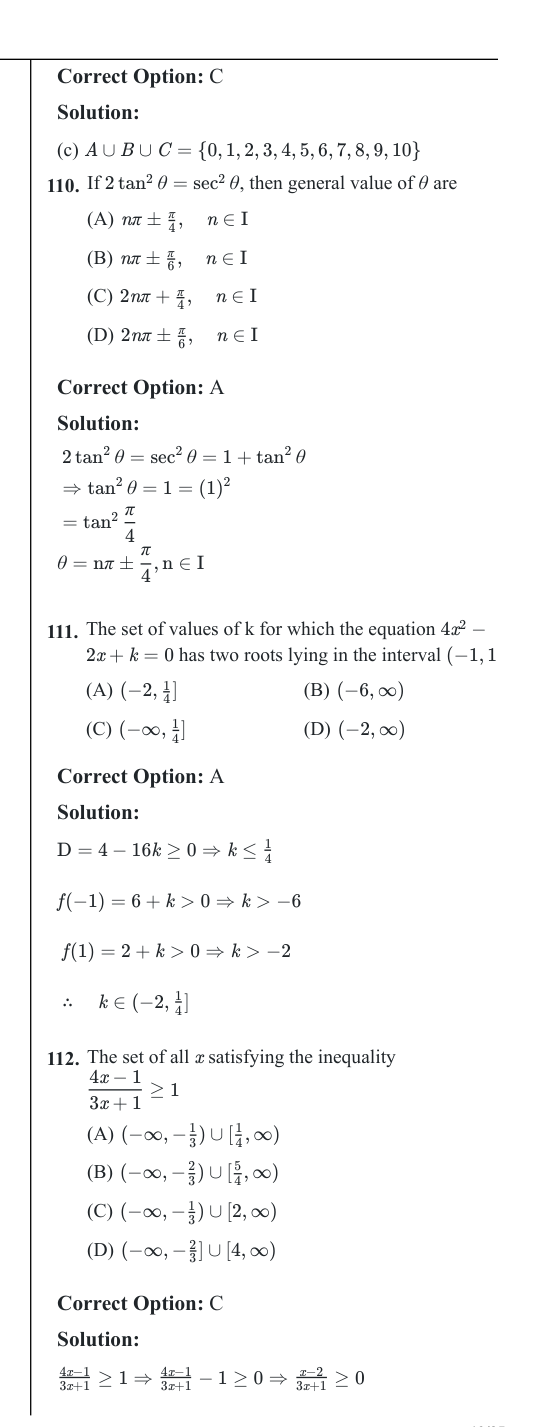 Correct Option: C
Solution:
(c) A ∪ B ∪ C = {0, 1, 2, 3, 4, 5, 6, 7, 8, 9, 10}
110. If 2 tan² θ = sec² θ, then general value of θ are
(A) nπ ± π/4, n ∈ I
(B) nπ ± π/6, n ∈ I
(C) 2nπ + π/4, n ∈ I
(D) 2nπ ± π/6, n ∈ I
Correct Option: A
Solution:
2 tan² θ = sec² θ = 1 + tan² θ
⇒ tan² θ = 1 = (1)²
= tan² π/4
θ = nπ ± π/4, n ∈ I
111. The set of values of k for which the equation 4x² −
2x + k = 0 has two roots lying in the interval (−1, 1
(A) (−2, 1/4] (B) (−6, ∞)
(C) (−∞, 1/4] (D) (−2, ∞)
Correct Option: A
Solution:
D = 4 − 16k ≥ 0 ⇒ k ≤ 1/4
f(−1) = 6 + k > 0 ⇒ k > −6
f(1) = 2 + k > 0 ⇒ k > −2
∴ k ∈ (−2, 1/4]
112. The set of all x satisfying the inequality
(4x − 1)/(3x + 1) ≥ 1
(A) (−∞, −1/3) ∪ [1/4, ∞)
(B) (−∞, −2/3) ∪ [5/4, ∞)
(C) (−∞, −1/3) ∪ [2, ∞)
(D) (−∞, −2/3] ∪ [4, ∞)
Correct Option: C
Solution:
(4x−1)/(3x+1) ≥ 1 ⇒ (4x−1)/(3x+1) − 1 ≥ 0 ⇒ (x−2)/(3x+1) ≥ 0